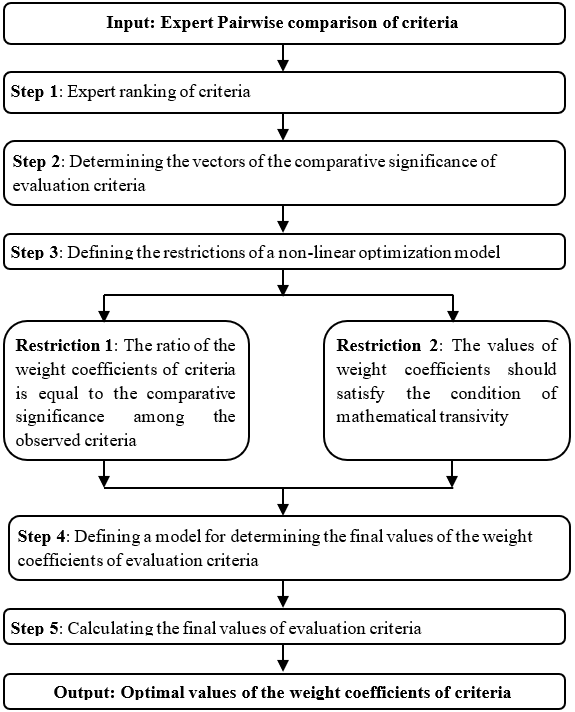 Input: Expert Pairwise comparison of criteria
Step 1: Expert ranking of criteria
Step 2: Determining the vectors of the comparative significance of
evaluation criteria
Step 3: Defining the restrictions of a non-linear optimization model
Restriction 1: The ratio of the
weight coefficients of criteria
is equal to the comparative
significance among the
observed criteria
Restriction 2: The values of
weight coefficients should
satisfy the condition of
mathematical transivity
Step 4: Defining a model for determining the final values of the weight
coefficients of evaluation criteria
Step 5: Calculating the final values of evaluation criteria
Output: Optimal values of the weight coefficients of criteria